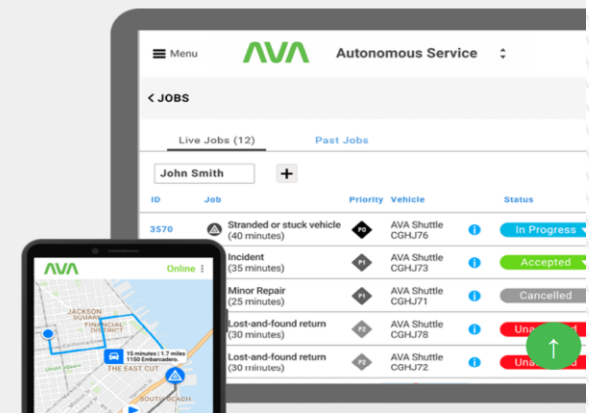 Menu
AVA
Autonomous Service
< JOBS
Live Jobs (12)
Past Jobs
John Smith
+
ID Job Priority Vehicle Status
3570 Stranded or stuck vehicle (40 minutes) P0 AVA Shuttle CGHJ76 i In Progress
Incident (35 minutes) P1 AVA Shuttle CGHJ73 i Accepted
Minor Repair (25 minutes) P1 AVA Shuttle CGHJ71 i Cancelled
Lost-and-found return (28 minutes) P2 AVA Shuttle CGHJ78 i
Lost-and-found return (30 minutes) P2 AVA Shuttle CGHJ72 i
AVA
Online
JACKSON
SQUARE
FINANCIAL
DISTRICT
15 minutes : 1.7 miles
1150 Embarcadero.
THE EAST CUT
SOUTH BEACH